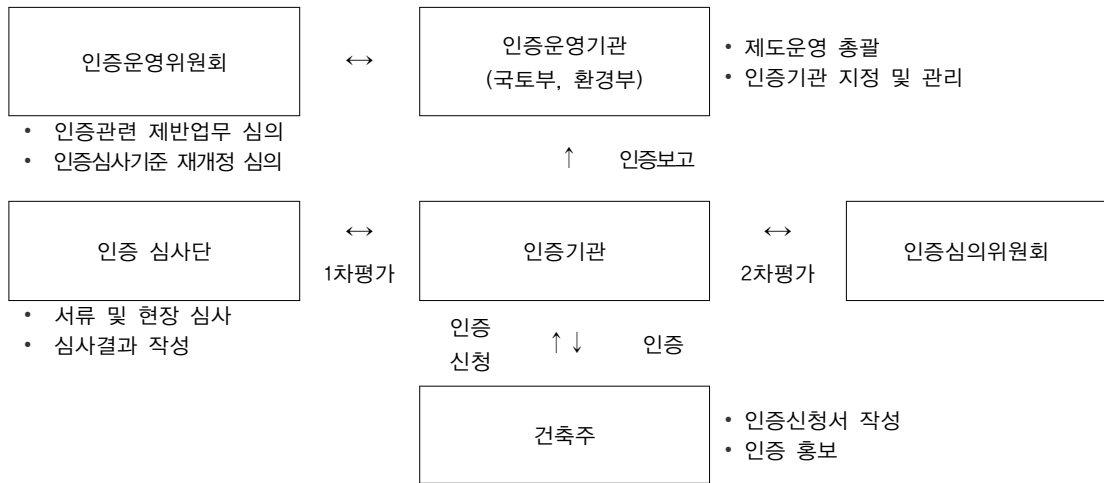 인증운영위원회
↔
인증운영기관
(국토부, 환경부)
• 제도운영 총괄
• 인증기관 지정 및 관리
• 인증관련 제반업무 심의
• 인증심사기준 재개정 심의
↑ 인증보고
인증 심사단
↔
1차평가
인증기관
↔
2차평가
인증심의위원회
• 서류 및 현장 심사
• 심사결과 작성
인증
신청
↑↓ 인증
건축주
• 인증신청서 작성
• 인증 홍보